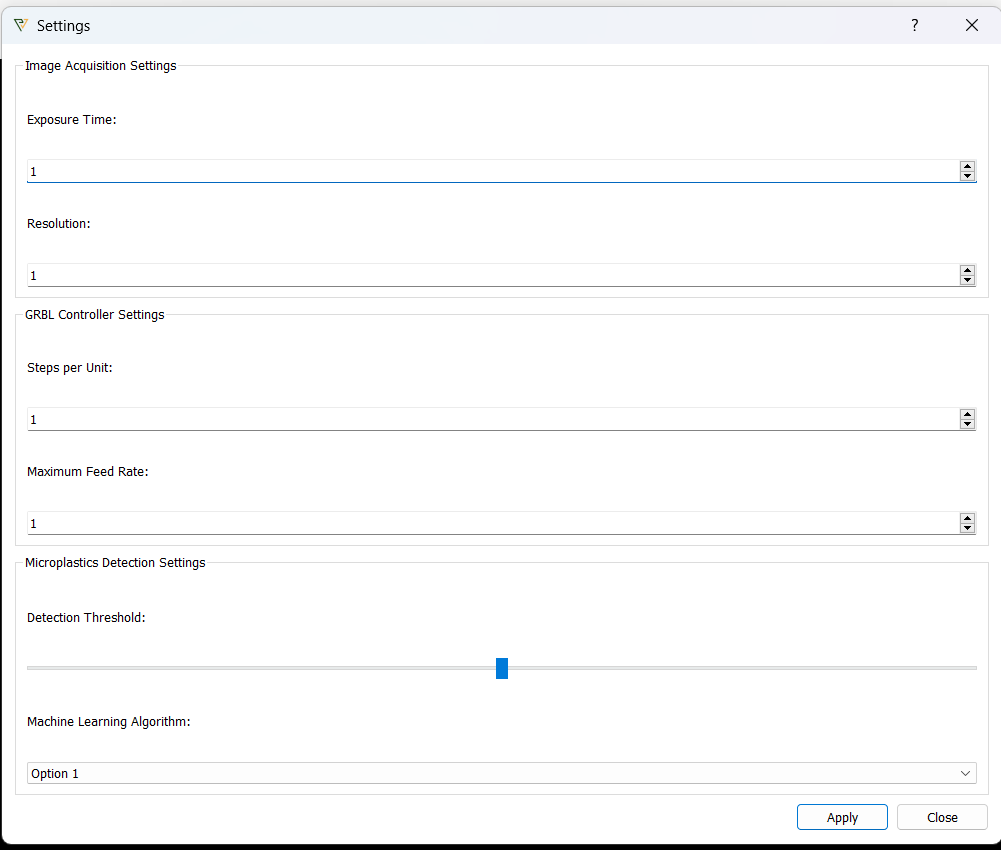 Settings
?
Image Acquisition Settings
Exposure Time:
1
Resolution:
1
GRBL Controller Settings
Steps per Unit:
1
Maximum Feed Rate:
1
Microplastics Detection Settings
Detection Threshold:
Machine Learning Algorithm:
Option 1
Apply Close